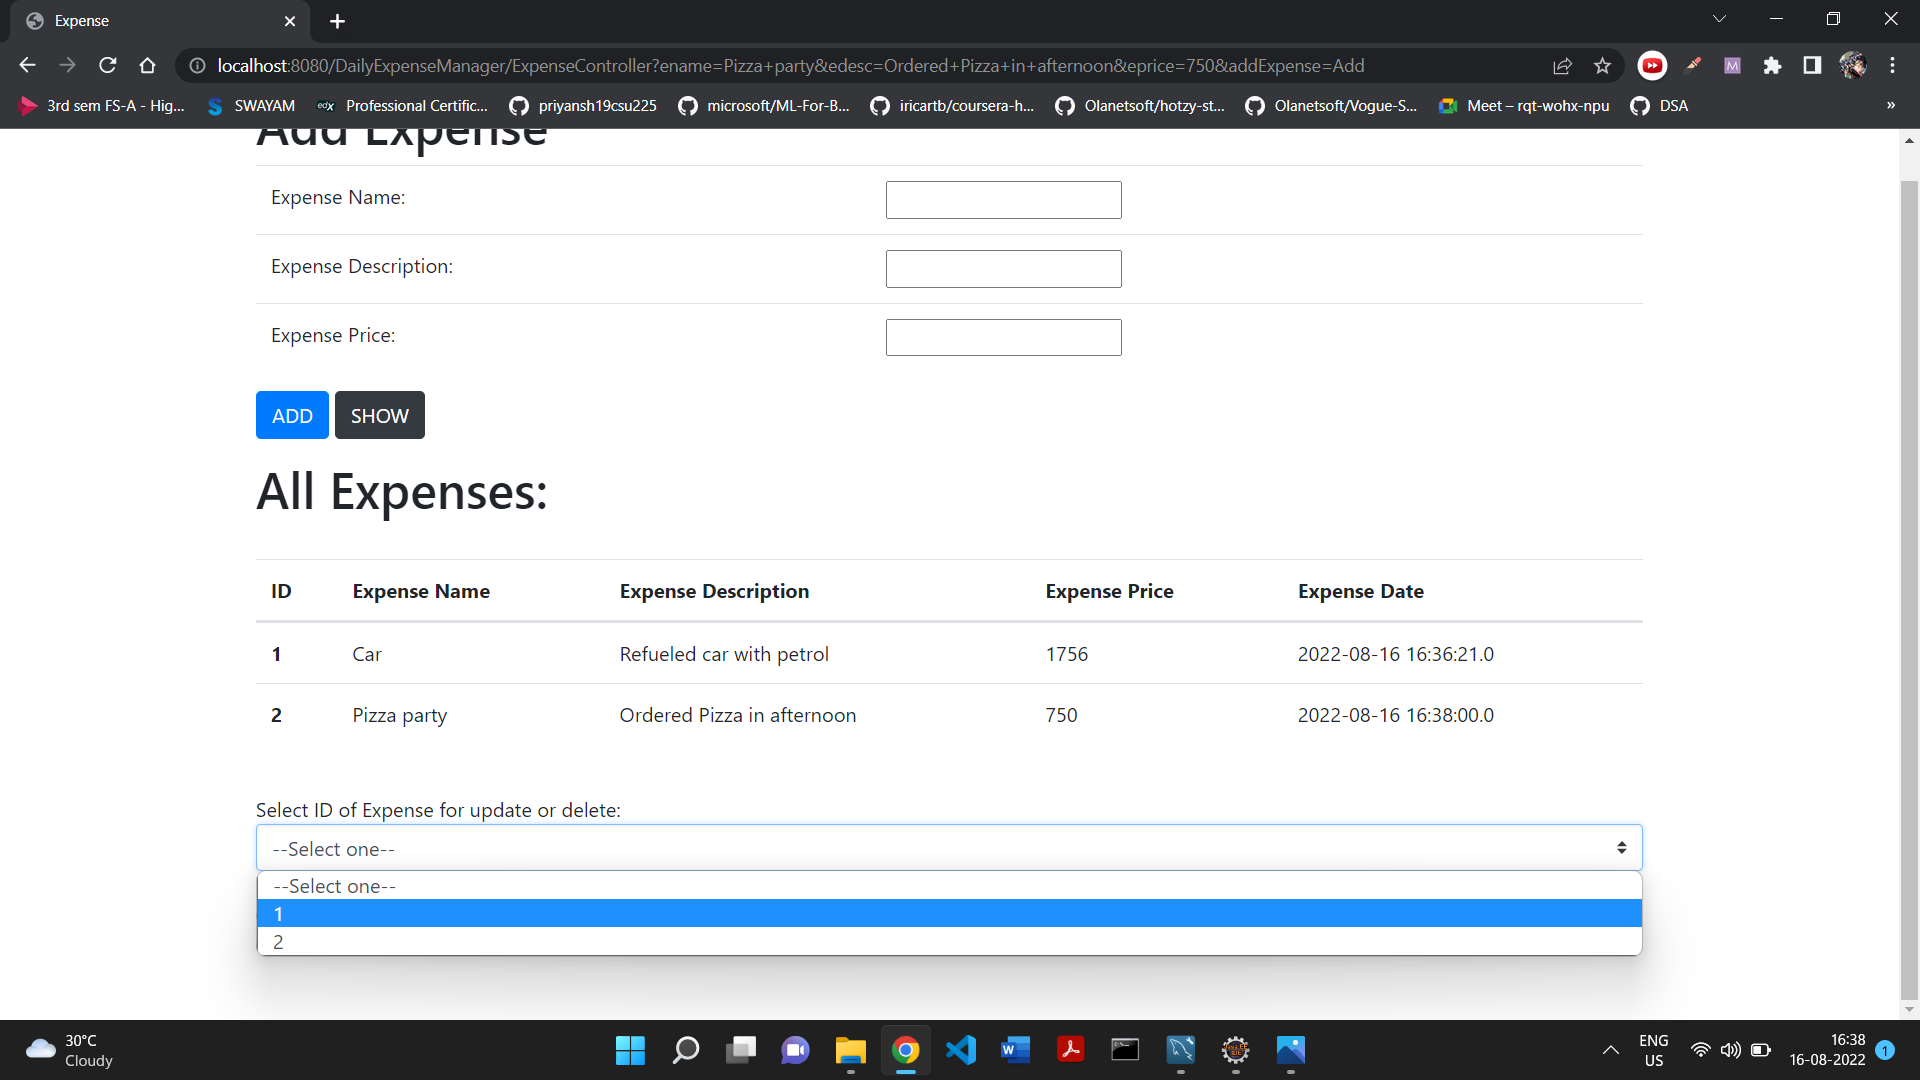 Expense
localhost:8080/DailyExpenseManager/ExpenseController?ename=Pizza+party&edesc=Ordered+Pizza+in+afternoon&eprice=750&addExpense=Add
3rd sem FS-A - Hig... SWAYAM edx Professional Certific... priyansh19csu225 microsoft/ML-For-B... iricartb/coursera-h... Olanetsoft/hotzy-st... Olanetsoft/Vogue-S... Meet – rqt-wohx-npu DSA »
Add Expense
Expense Name:
Expense Description:
Expense Price:
ADD SHOW
All Expenses:
ID Expense Name Expense Description Expense Price Expense Date
1 Car Refueled car with petrol 1756 2022-08-16 16:36:21.0
2 Pizza party Ordered Pizza in afternoon 750 2022-08-16 16:38:00.0
Select ID of Expense for update or delete:
--Select one--
--Select one--
1
2
30°C
Cloudy
ENG
US
16:38
16-08-2022
1